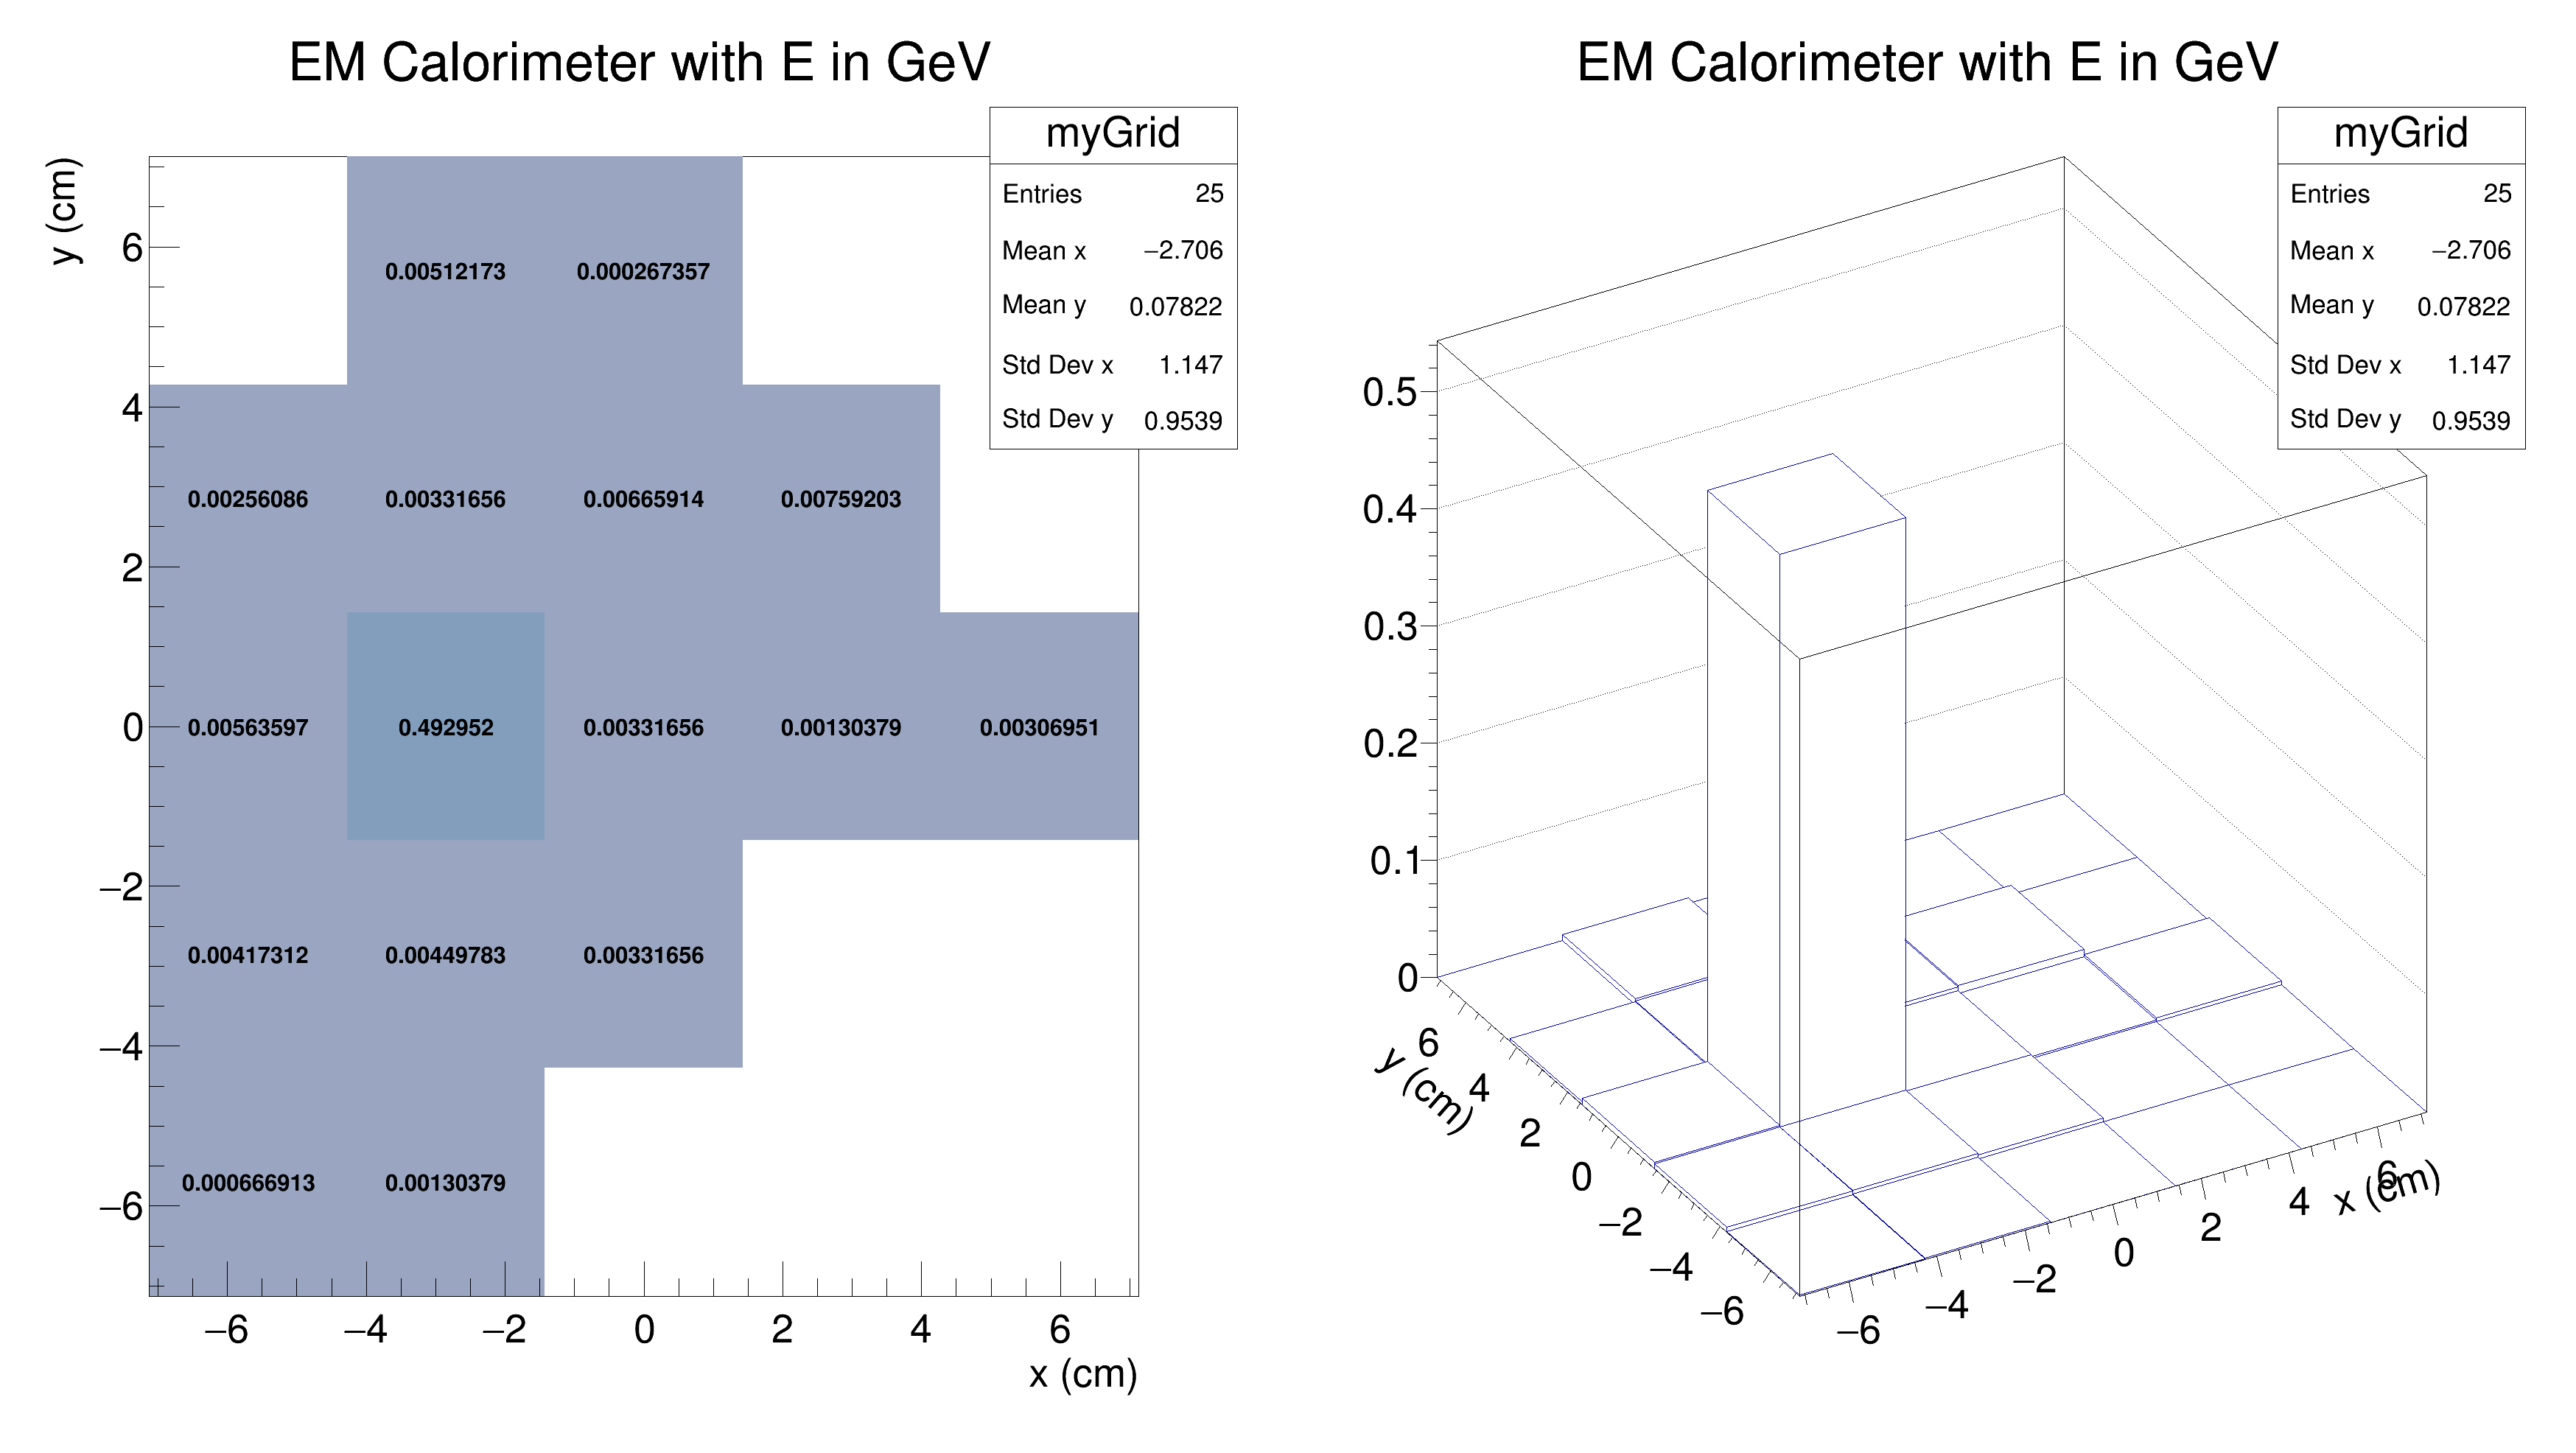 EM Calorimeter with E in GeV
myGrid
Entries 25
Mean x −2.706
Mean y 0.07822
Std Dev x 1.147
Std Dev y 0.9539
y (cm)
6
4
2
0
−2
−4
−6
0.00512173 0.000267357
0.00256086 0.00331656 0.00665914 0.00759203
0.00563597 0.492952 0.00331656 0.00130379 0.00306951
0.00417312 0.00449783 0.00331656
0.000666913 0.00130379
−6 −4 −2 0 2 4 6
x (cm)
EM Calorimeter with E in GeV
myGrid
Entries 25
Mean x −2.706
Mean y 0.07822
Std Dev x 1.147
Std Dev y 0.9539
0.5
0.4
0.3
0.2
0.1
0
y (cm)
6
4
2
0
−2
−4
−6
−6 −4 −2 0 2 4 6
x (cm)